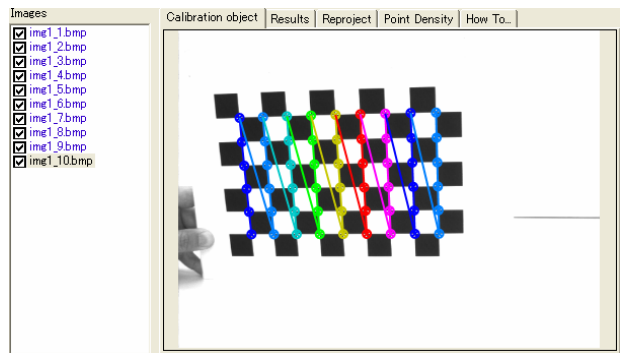 Images
img1_1.bmp
img1_2.bmp
img1_3.bmp
img1_4.bmp
img1_5.bmp
img1_6.bmp
img1_7.bmp
img1_8.bmp
img1_9.bmp
img1_10.bmp
Calibration object Results Reproject Point Density How To...